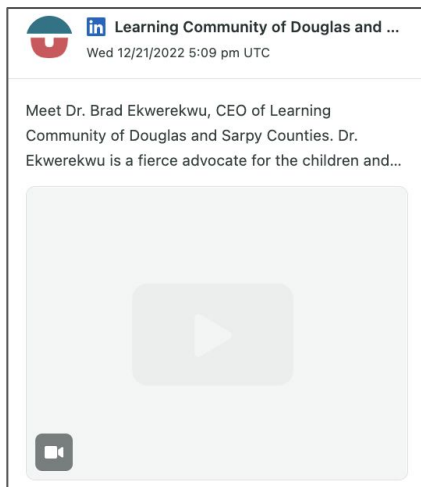 in Learning Community of Douglas and ...
Wed 12/21/2022 5:09 pm UTC
Meet Dr. Brad Ekwerekwu, CEO of Learning
Community of Douglas and Sarpy Counties. Dr.
Ekwerekwu is a fierce advocate for the children and...